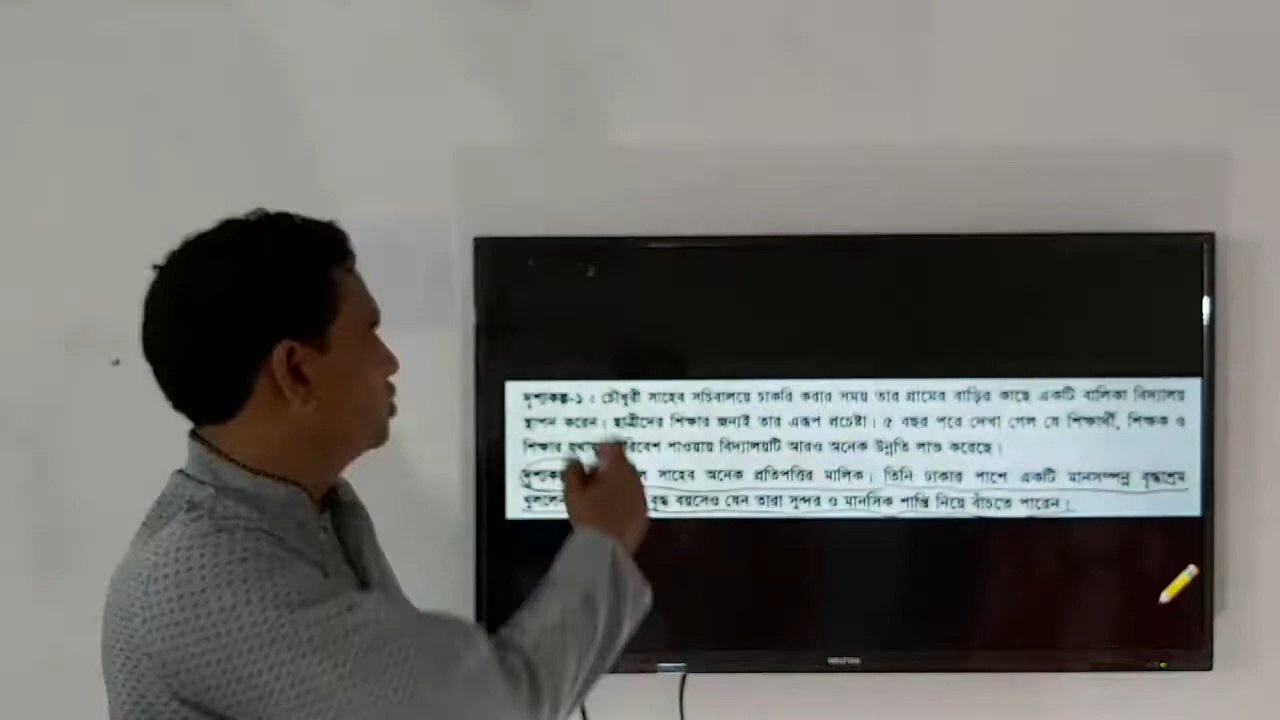 দৃশ্যকল্প-১ : চৌধুরী সাহেব সচিবালয়ে চাকরি করার সময় তার গ্রামের বাড়ির কাছে একটি বালিকা বিদ্যালয়
স্থাপন করেন। ছাত্রীদের শিক্ষার জন্যই তার এরূপ প্রচেষ্টা। ৫ বছর পরে দেখা গেল যে শিক্ষার্থী, শিক্ষক ও
শিক্ষার পাওয়ায় বিদ্যালয়টি আরও অনেক উন্নতি লাভ করেছে।
সাহেব অনেক প্রতিপত্তির মালিক। তিনি ঢাকার পাশে একটি মানসম্পন্ন বৃদ্ধাশ্রম
বৃদ্ধ বয়সেও যেন তারা সুন্দর ও মানসিক শান্তি নিয়ে বাঁচতে পারেন।